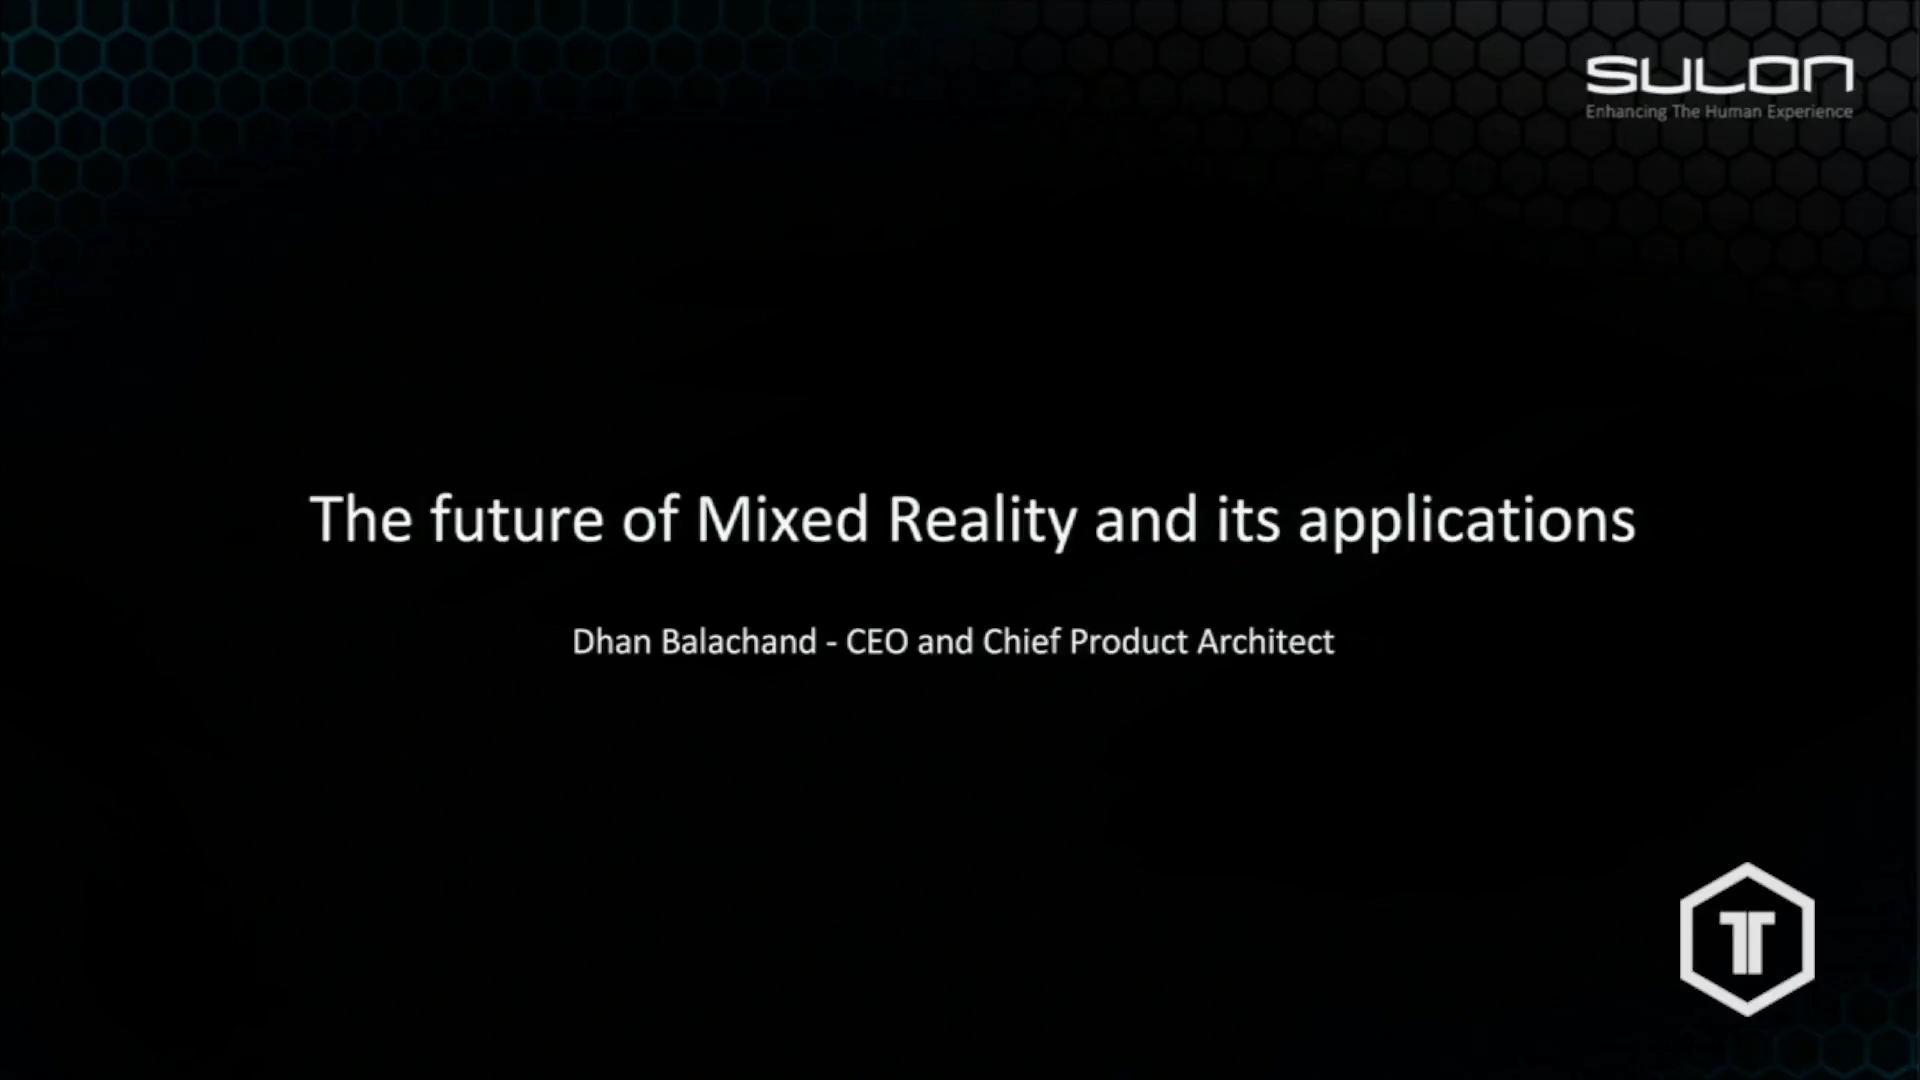 SULON
Enhancing The Human Experience
The future of Mixed Reality and its applications
Dhan Balachand - CEO and Chief Product Architect